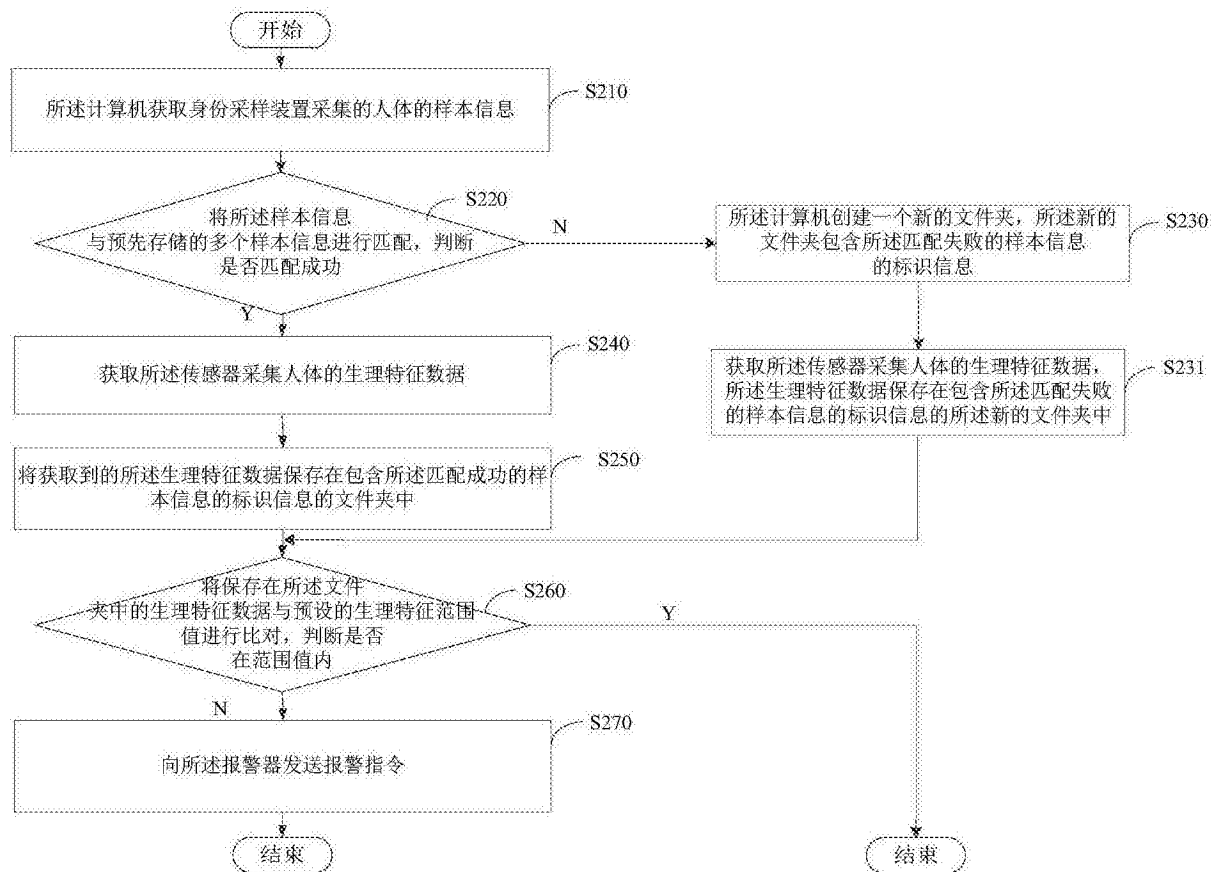 开始
所述计算机获取身份采样装置采集的人体的样本信息
S210
将所述样本信息
与预先存储的多个样本信息进行匹配，判断
是否匹配成功
S220
N
所述计算机创建一个新的文件夹，所述新的
文件夹包含所述匹配失败的样本信息
的标识信息
S230
Y
获取所述传感器采集人体的生理特征数据
S240
获取所述传感器采集人体的生理特征数据，
所述生理特征数据保存在包含所述匹配失败
的样本信息的标识信息的所述新的文件夹中
S231
将获取到的所述生理特征数据保存在包含所述匹配成功的样
本信息的标识信息的文件夹中
S250
将保存在所述文件
夹中的生理特征数据与预设的生理特征范围
值进行比对，判断是否
在范围值内
S260
Y
N
向所述报警器发送报警指令
S270
结束
结束